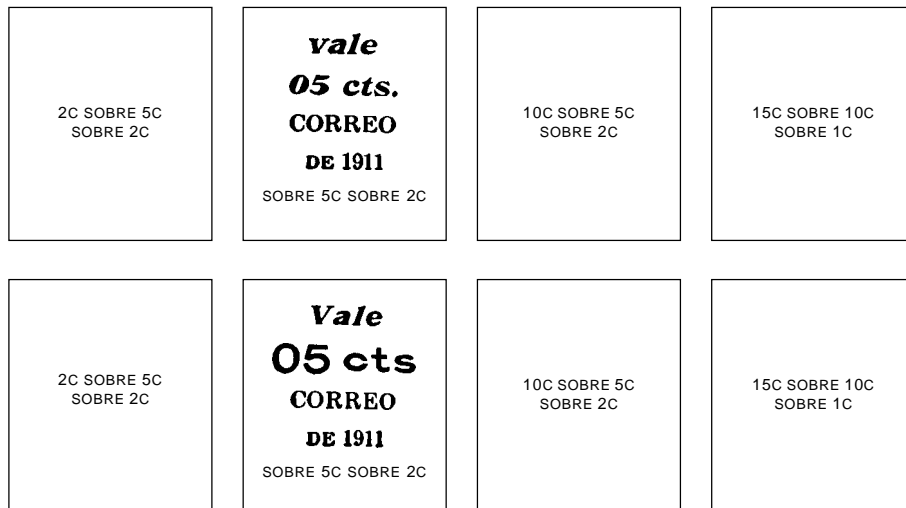 2C SOBRE 5C
SOBRE 2C
vale
05 cts.
CORREO
DE 1911
SOBRE 5C SOBRE 2C
10C SOBRE 5C
SOBRE 2C
15C SOBRE 10C
SOBRE 1C
2C SOBRE 5C
SOBRE 2C
Vale
05 cts
CORREO
DE 1911
SOBRE 5C SOBRE 2C
10C SOBRE 5C
SOBRE 2C
15C SOBRE 10C
SOBRE 1C